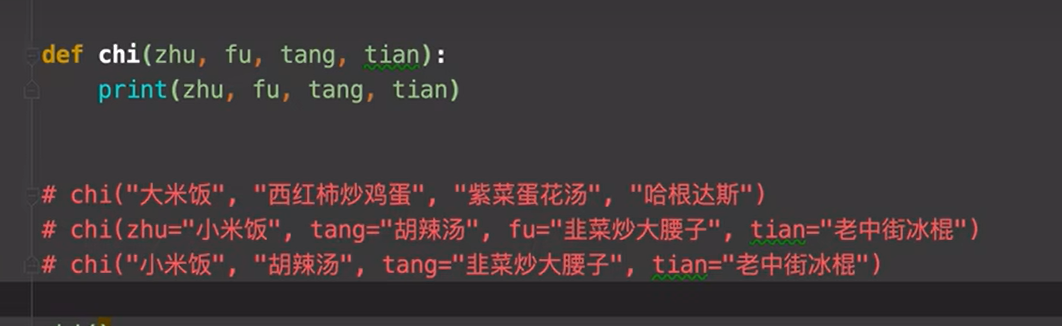 def chi(zhu, fu, tang, tian):
print(zhu, fu, tang, tian)
# chi("大米饭", "西红柿炒鸡蛋", "紫菜蛋花汤", "哈根达斯")
# chi(zhu="小米饭", tang="胡辣汤", fu="韭菜炒大腰子", tian="老中街冰棍")
# chi("小米饭", "胡辣汤", tang="韭菜炒大腰子", tian="老中街冰棍")